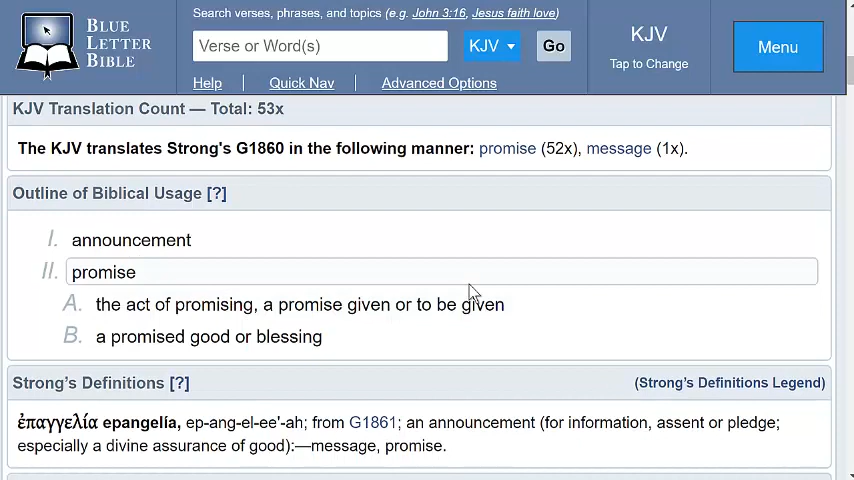 BLUE
LETTER
BIBLE
Search verses, phrases, and topics (e.g. John 3:16, Jesus faith love)
Verse or Word(s)
KJV
Go
Help
Quick Nav
Advanced Options
KJV
Tap to Change
Menu
KJV Translation Count — Total: 53x
The KJV translates Strong's G1860 in the following manner: promise (52x), message (1x).
Outline of Biblical Usage [?]
I. announcement
II. promise
A. the act of promising, a promise given or to be given
B. a promised good or blessing
Strong’s Definitions [?]
(Strong’s Definitions Legend)
ἐπαγγελία epangelía, ep-ang-el-ee'-ah; from G1861; an announcement (for information, assent or pledge;
especially a divine assurance of good):—message, promise.